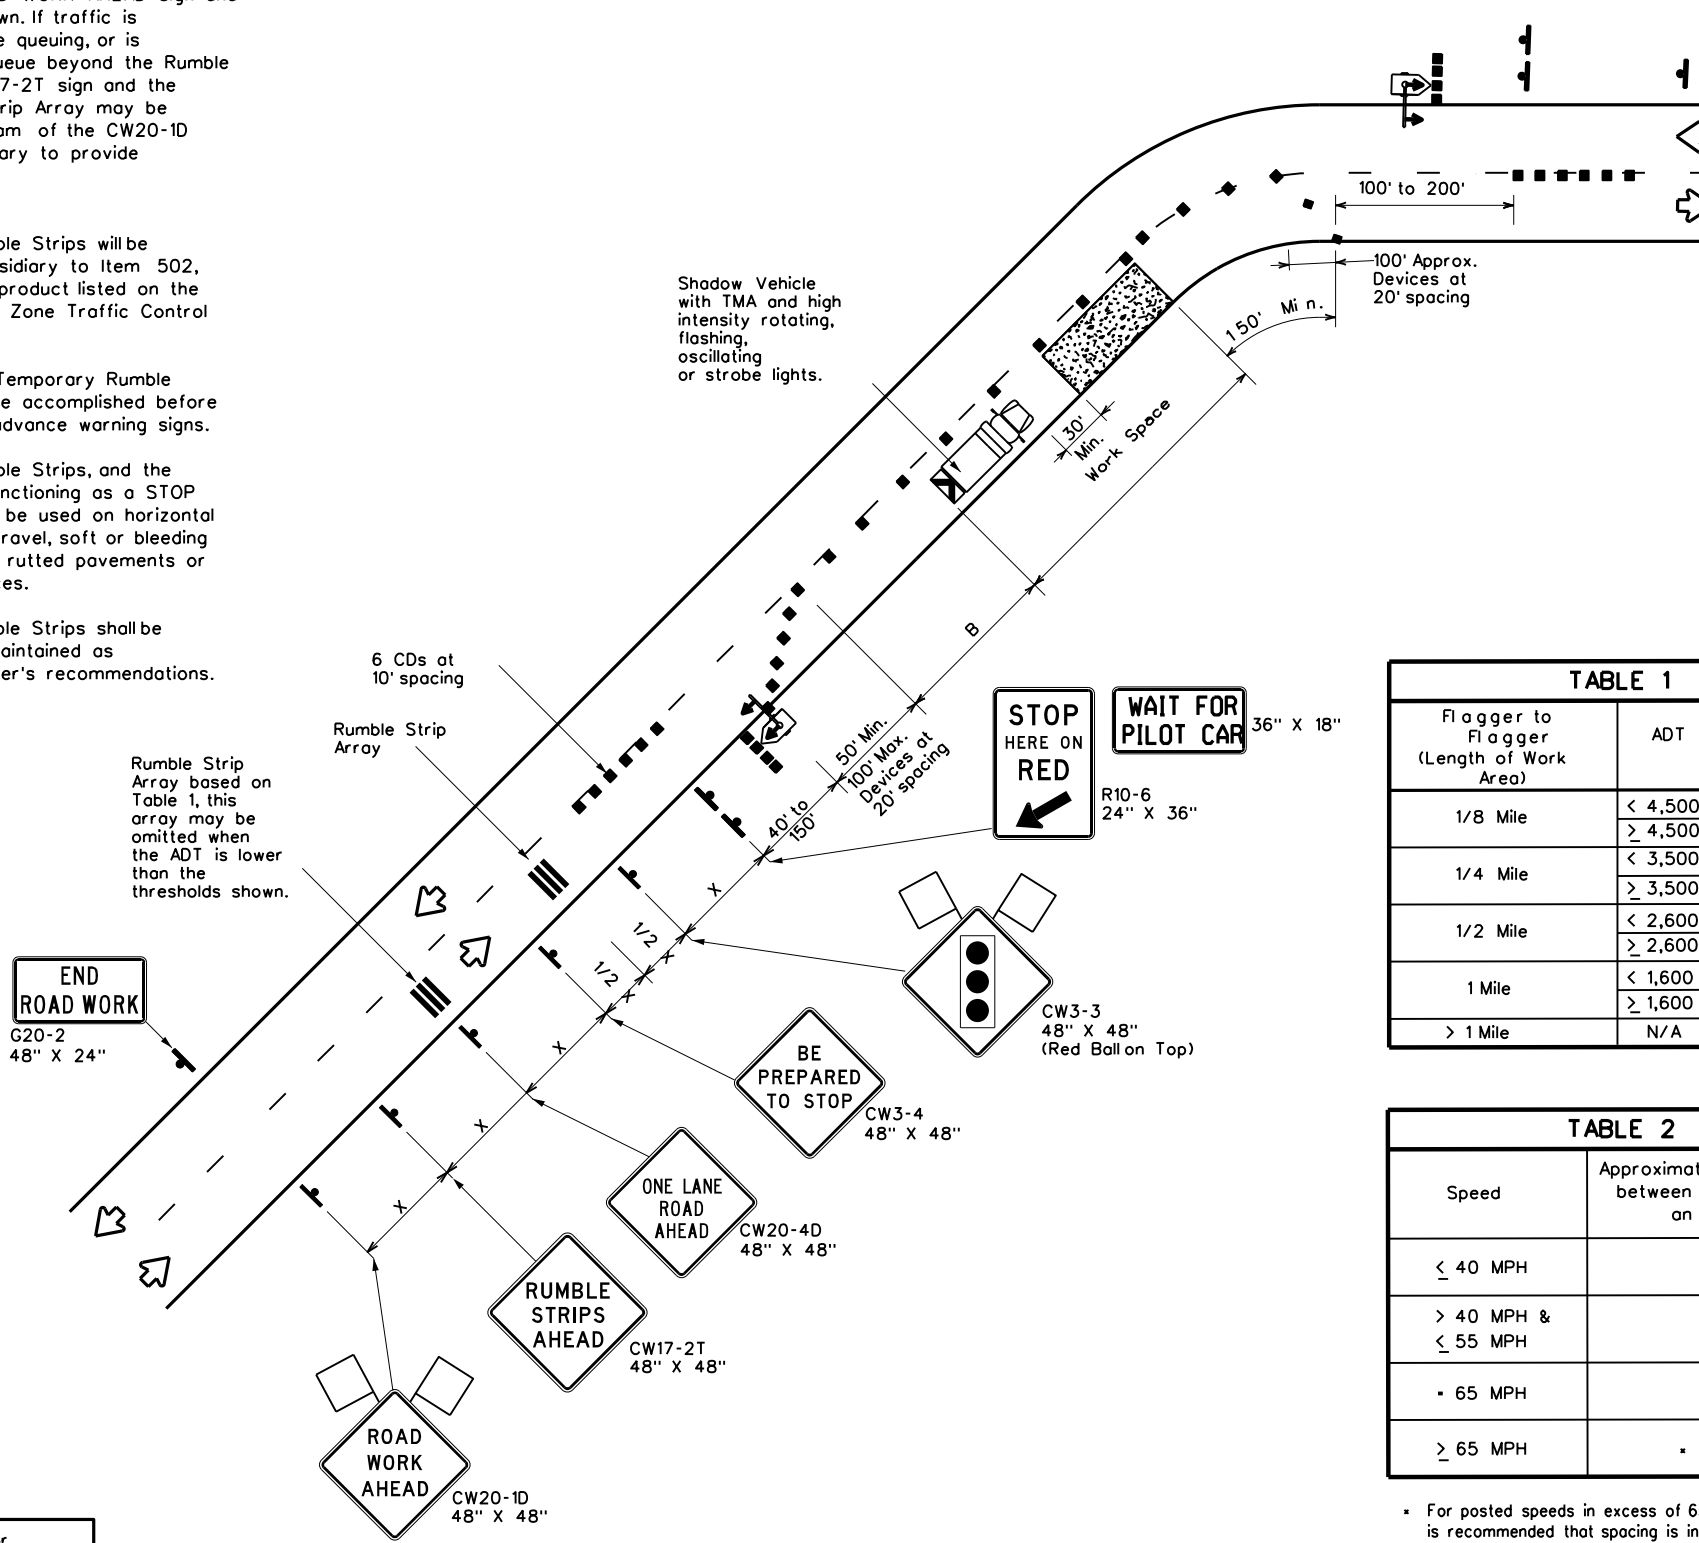 wn. If traffic is
e queuing, or is
ueue beyond the Rumble
7-2T sign and the
rip Array may be
am of the CW20-1D
ary to provide
ble Strips will be
sidiary to Item 502,
product listed on the
Zone Traffic Control
Temporary Rumble
e accomplished before
advance warning signs.
ble Strips, and the
nctioning as a STOP
be used on horizontal
ravel, soft or bleeding
rutted pavements or
ces.
ble Strips shall be
aintained as
er's recommendations.
Shadow Vehicle
with TMA and high
intensity rotating,
flashing,
oscillating
or strobe lights.
100' to 200'
100' Approx.
Devices at
20' spacing
150' Min.
30'
Min.
Work Space
B
50' Min.
100' Max.
Devices at
20' spacing
40' to
150'
X
1/2 X
1/2 X
X
X
X
6 CDs at
10' spacing
Rumble Strip
Array
Rumble Strip
Array based on
Table 1, this
array may be
omitted when
the ADT is lower
than the
thresholds shown.
END
ROAD WORK
G20-2
48" X 24"
STOP
HERE ON
RED
R10-6
24" X 36"
WAIT FOR
PILOT CAR
36" X 18"
CW3-3
48" X 48"
(Red Ball on Top)
BE
PREPARED
TO STOP
CW3-4
48" X 48"
ONE LANE
ROAD
AHEAD
CW20-4D
48" X 48"
RUMBLE
STRIPS
AHEAD
CW17-2T
48" X 48"
ROAD
WORK
AHEAD
CW20-1D
48" X 48"
TABLE 1
Flagger to
Flagger
(Length of Work
Area)
ADT
1/8 Mile
< 4,500
≥ 4,500
1/4 Mile
< 3,500
≥ 3,500
1/2 Mile
< 2,600
≥ 2,600
1 Mile
< 1,600
≥ 1,600
> 1 Mile
N/A
TABLE 2
Speed
Approximat
between
an
≤ 40 MPH
> 40 MPH &
≤ 55 MPH
= 65 MPH
≥ 65 MPH
*
* For posted speeds in excess of 6
is recommended that spacing is in